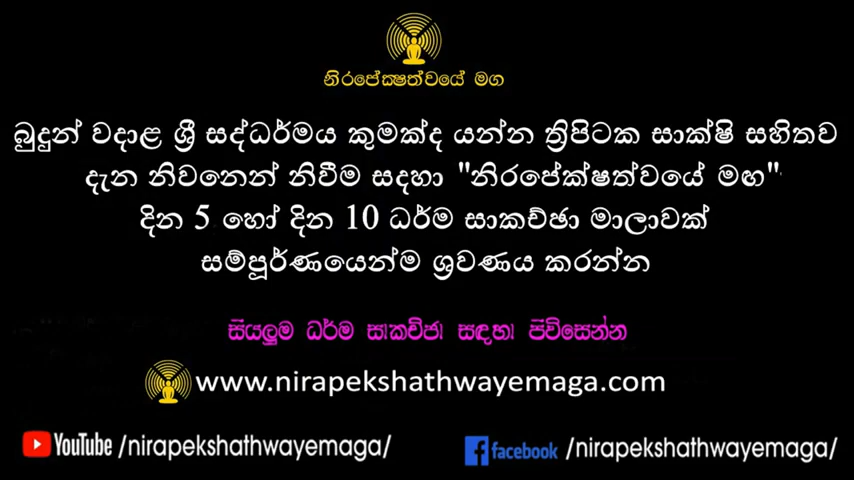 නිරපේක්‍ෂත්වයේ මග
බුදුන් වදාළ ශ්‍රී සද්ධර්මය කුමක්ද යන්න ත්‍රිපිටක සාක්ෂි සහිතව
දැන නිවනෙන් නිවීම සදහා "නිරපේක්ෂත්වයේ මඟ"
දින 5 හෝ දින 10 ධර්ම සාකච්ඡා මාලාවක්
සම්පූර්ණයෙන්ම ශ්‍රවණය කරන්න
සියලූම ධර්ම සාකච්ඡා සඳහා පිවිසෙන්න
www.nirapekshathwayemaga.com
YouTube /nirapekshathwayemaga/
facebook /nirapekshathwayemaga/